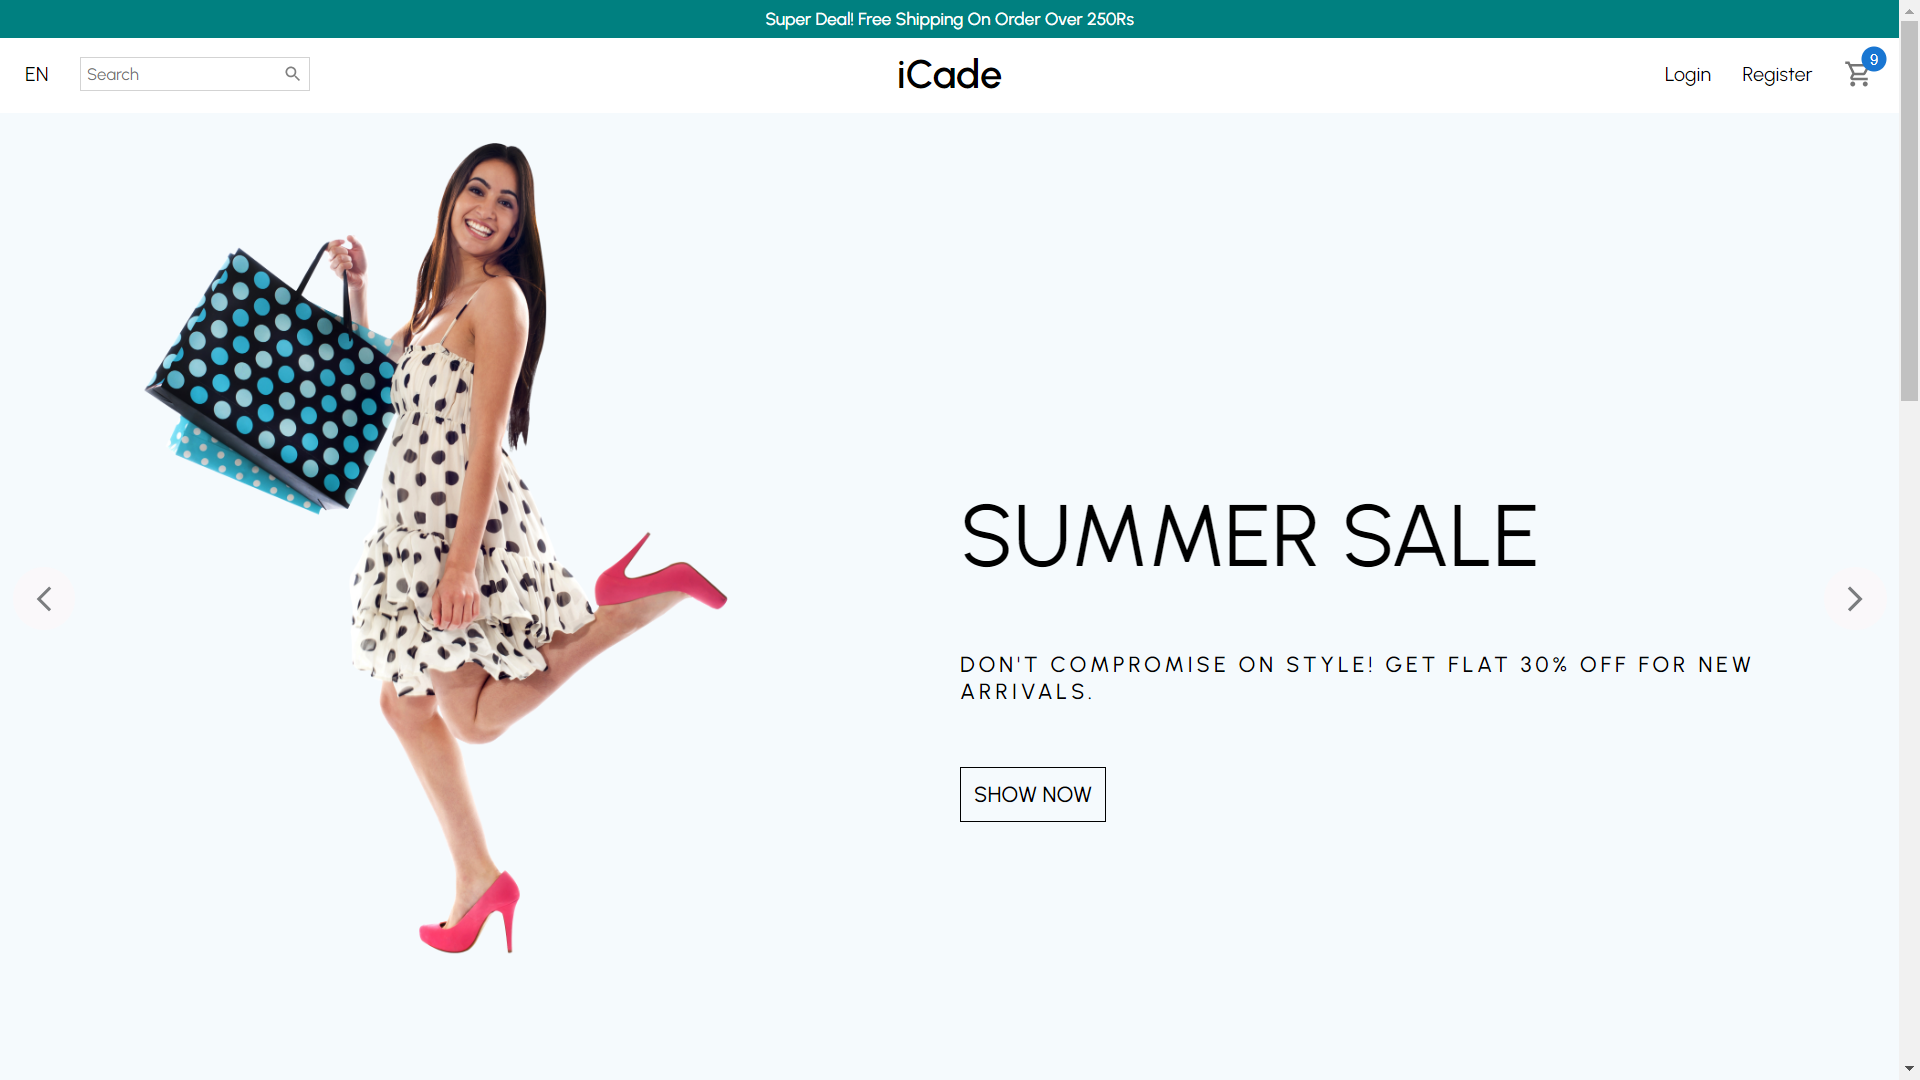 Super Deal! Free Shipping On Order Over 250Rs
EN
Search
iCade
Login
Register
9
SUMMER SALE
DON'T COMPROMISE ON STYLE! GET FLAT 30% OFF FOR NEW
ARRIVALS.
SHOW NOW